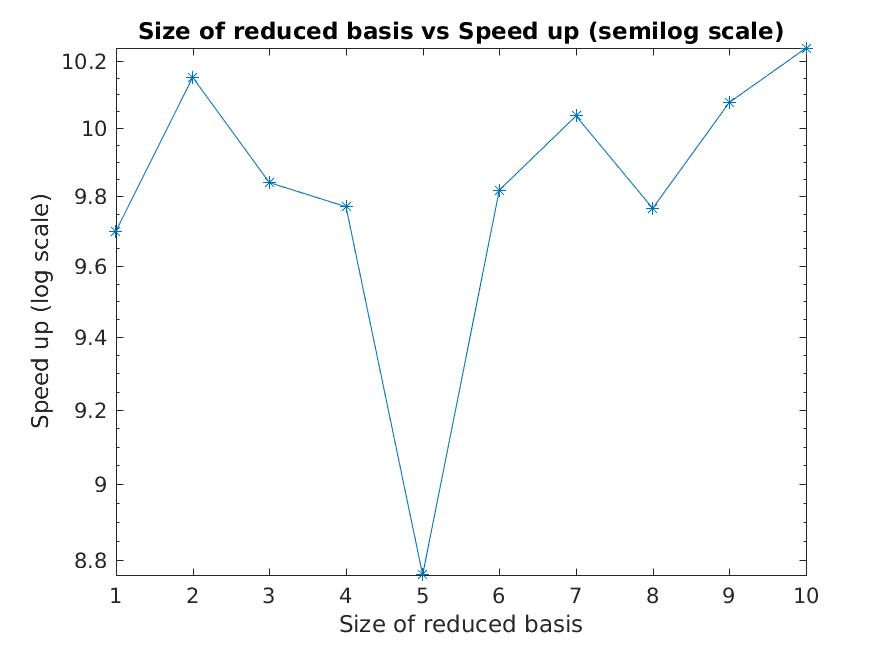 Size of reduced basis vs Speed up (semilog scale)
10.2
10
9.8
9.6
9.4
9.2
9
8.8
Speed up (log scale)
1 2 3 4 5 6 7 8 9 10
Size of reduced basis